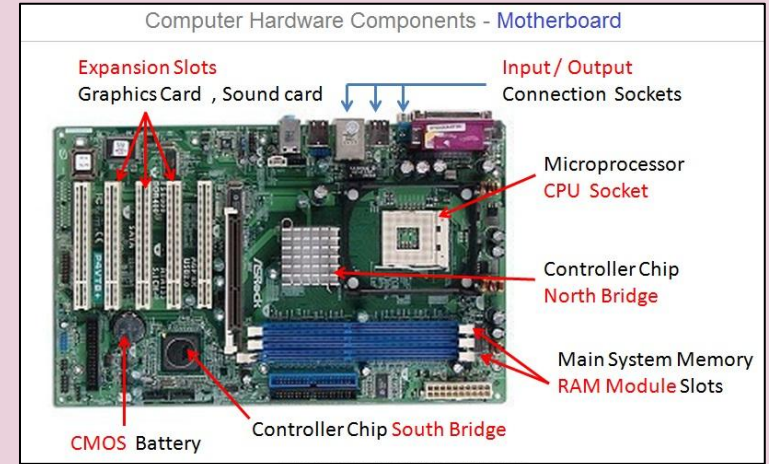 Computer Hardware Components - Motherboard
Expansion Slots
Graphics Card , Sound card
Input / Output
Connection Sockets
Microprocessor
CPU Socket
Controller Chip
North Bridge
Main System Memory
RAM Module Slots
Controller Chip South Bridge
CMOS Battery
ASRock
P4VT8+